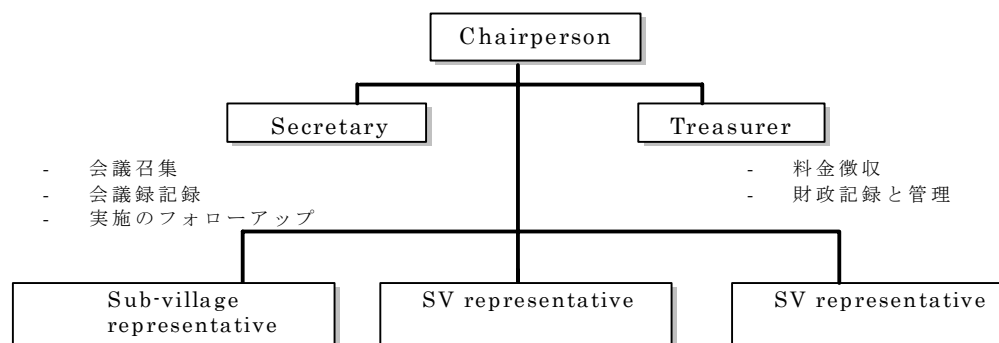 Chairperson
Secretary
Treasurer
- 会議召集
- 会議録記録
- 実施のフォローアップ
- 料金徴収
- 財政記録と管理
Sub-village
representative
SV representative
SV representative